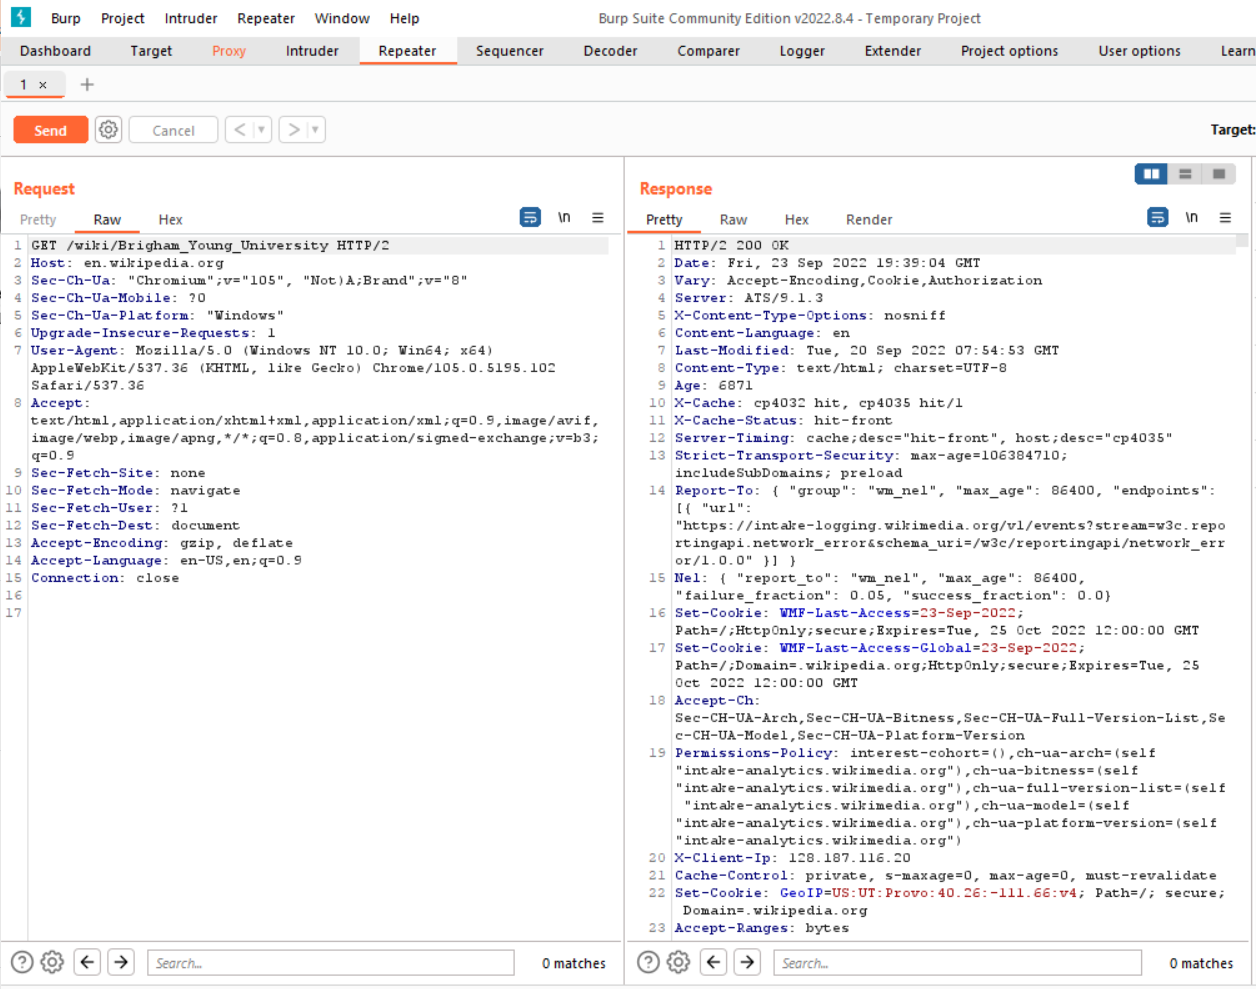 Burp Project Intruder Repeater Window Help Burp Suite Community Edition v2022.8.4 - Temporary Project
Dashboard Target Proxy Intruder Repeater Sequencer Decoder Comparer Logger Extender Project options User options Learn
1 × +
Send Cancel < > Target:
Request
Pretty Raw Hex \n
1 GET /wiki/Brigham_Young_University HTTP/2
2 Host: en.wikipedia.org
3 Sec-Ch-Ua: "Chromium";v="105", "Not)A;Brand";v="8"
4 Sec-Ch-Ua-Mobile: ?0
5 Sec-Ch-Ua-Platform: "Windows"
6 Upgrade-Insecure-Requests: 1
7 User-Agent: Mozilla/5.0 (Windows NT 10.0; Win64; x64)
AppleWebKit/537.36 (KHTML, like Gecko) Chrome/105.0.5195.102
Safari/537.36
8 Accept:
text/html,application/xhtml+xml,application/xml;q=0.9,image/avif,
image/webp,image/apng,*/*;q=0.8,application/signed-exchange;v=b3;
q=0.9
9 Sec-Fetch-Site: none
10 Sec-Fetch-Mode: navigate
11 Sec-Fetch-User: ?1
12 Sec-Fetch-Dest: document
13 Accept-Encoding: gzip, deflate
14 Accept-Language: en-US,en;q=0.9
15 Connection: close
16
17
Search... 0 matches
Response
Pretty Raw Hex Render \n
1 HTTP/2 200 OK
2 Date: Fri, 23 Sep 2022 19:39:04 GMT
3 Vary: Accept-Encoding,Cookie,Authorization
4 Server: ATS/9.1.3
5 X-Content-Type-Options: nosniff
6 Content-Language: en
7 Last-Modified: Tue, 20 Sep 2022 07:54:53 GMT
8 Content-Type: text/html; charset=UTF-8
9 Age: 6871
10 X-Cache: cp4032 hit, cp4035 hit/1
11 X-Cache-Status: hit-front
12 Server-Timing: cache;desc="hit-front", host;desc="cp4035"
13 Strict-Transport-Security: max-age=106384710;
includeSubDomains; preload
14 Report-To: { "group": "wm_nel", "max_age": 86400, "endpoints":
[{ "url":
"https://intake-logging.wikimedia.org/v1/events?stream=w3c.repo
rtingapi.network_error&schema_uri=/w3c/reportingapi/network_err
or/1.0.0" }] }
15 Nel: { "report_to": "wm_nel", "max_age": 86400,
"failure_fraction": 0.05, "success_fraction": 0.0}
16 Set-Cookie: WMF-Last-Access=23-Sep-2022;
Path=/;HttpOnly;secure;Expires=Tue, 25 Oct 2022 12:00:00 GMT
17 Set-Cookie: WMF-Last-Access-Global=23-Sep-2022;
Path=/;Domain=.wikipedia.org;HttpOnly;secure;Expires=Tue, 25
Oct 2022 12:00:00 GMT
18 Accept-Ch:
Sec-CH-UA-Arch,Sec-CH-UA-Bitness,Sec-CH-UA-Full-Version-List,Se
c-CH-UA-Model,Sec-CH-UA-Platform-Version
19 Permissions-Policy: interest-cohort=(),ch-ua-arch=(self
"intake-analytics.wikimedia.org"),ch-ua-bitness=(self
"intake-analytics.wikimedia.org"),ch-ua-full-version-list=(self
"intake-analytics.wikimedia.org"),ch-ua-model=(self
"intake-analytics.wikimedia.org"),ch-ua-platform-version=(self
"intake-analytics.wikimedia.org")
20 X-Client-Ip: 128.187.116.20
21 Cache-Control: private, s-maxage=0, max-age=0, must-revalidate
22 Set-Cookie: GeoIP=US:UT:Provo:40.26:-111.66:v4; Path=/; secure;
Domain=.wikipedia.org
23 Accept-Ranges: bytes
Search... 0 matches